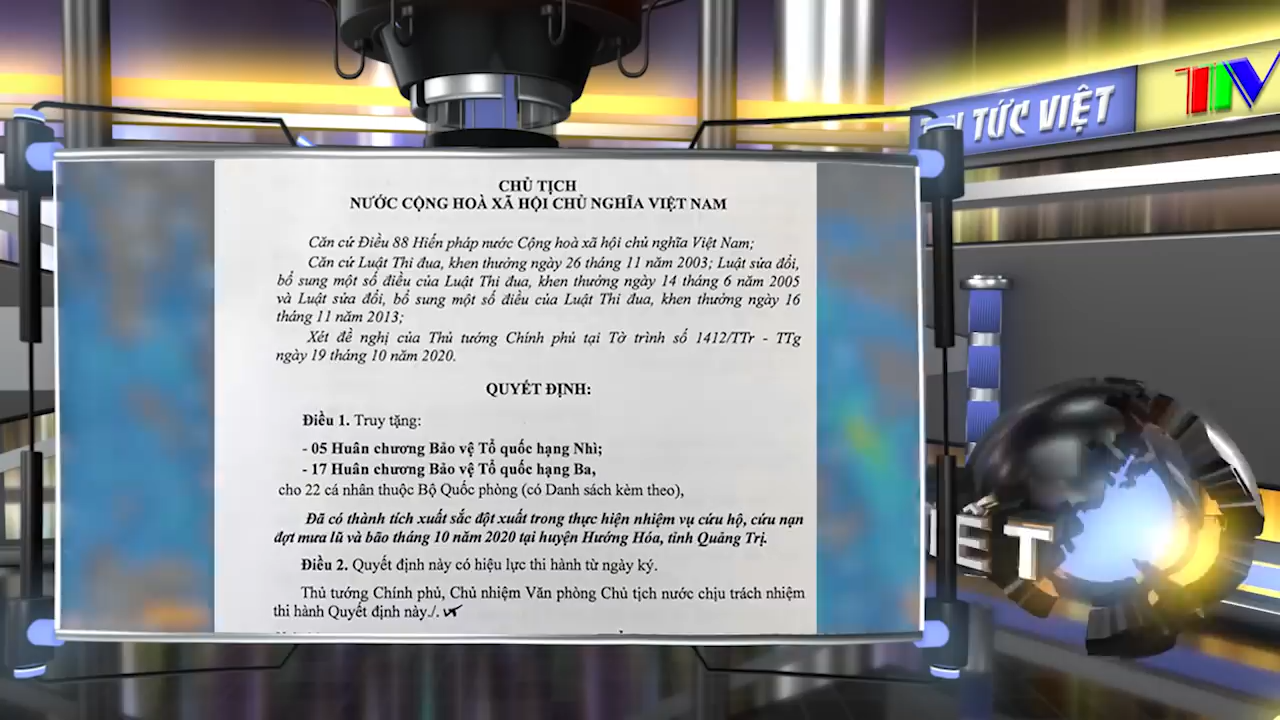 TỨC VIỆT
TTV
CHỦ TỊCH
NƯỚC CỘNG HOÀ XÃ HỘI CHỦ NGHĨA VIỆT NAM
Căn cứ Điều 88 Hiến pháp nước Cộng hoà xã hội chủ nghĩa Việt Nam;
Căn cứ Luật Thi đua, khen thưởng ngày 26 tháng 11 năm 2003; Luật sửa đổi,
bổ sung một số điều của Luật Thi đua, khen thưởng ngày 14 tháng 6 năm 2005
và Luật sửa đổi, bổ sung một số điều của Luật Thi đua, khen thưởng ngày 16
tháng 11 năm 2013;
Xét đề nghị của Thủ tướng Chính phủ tại Tờ trình số 1412/TTr - TTg
ngày 19 tháng 10 năm 2020.
QUYẾT ĐỊNH:
Điều 1. Truy tặng:
- 05 Huân chương Bảo vệ Tổ quốc hạng Nhì;
- 17 Huân chương Bảo vệ Tổ quốc hạng Ba,
cho 22 cá nhân thuộc Bộ Quốc phòng (có Danh sách kèm theo),
Đã có thành tích xuất sắc đột xuất trong thực hiện nhiệm vụ cứu hộ, cứu nạn
đợt mưa lũ và bão tháng 10 năm 2020 tại huyện Hướng Hóa, tỉnh Quảng Trị.
Điều 2. Quyết định này có hiệu lực thi hành từ ngày ký.
Thủ tướng Chính phủ, Chủ nhiệm Văn phòng Chủ tịch nước chịu trách nhiệm
thi hành Quyết định này./.